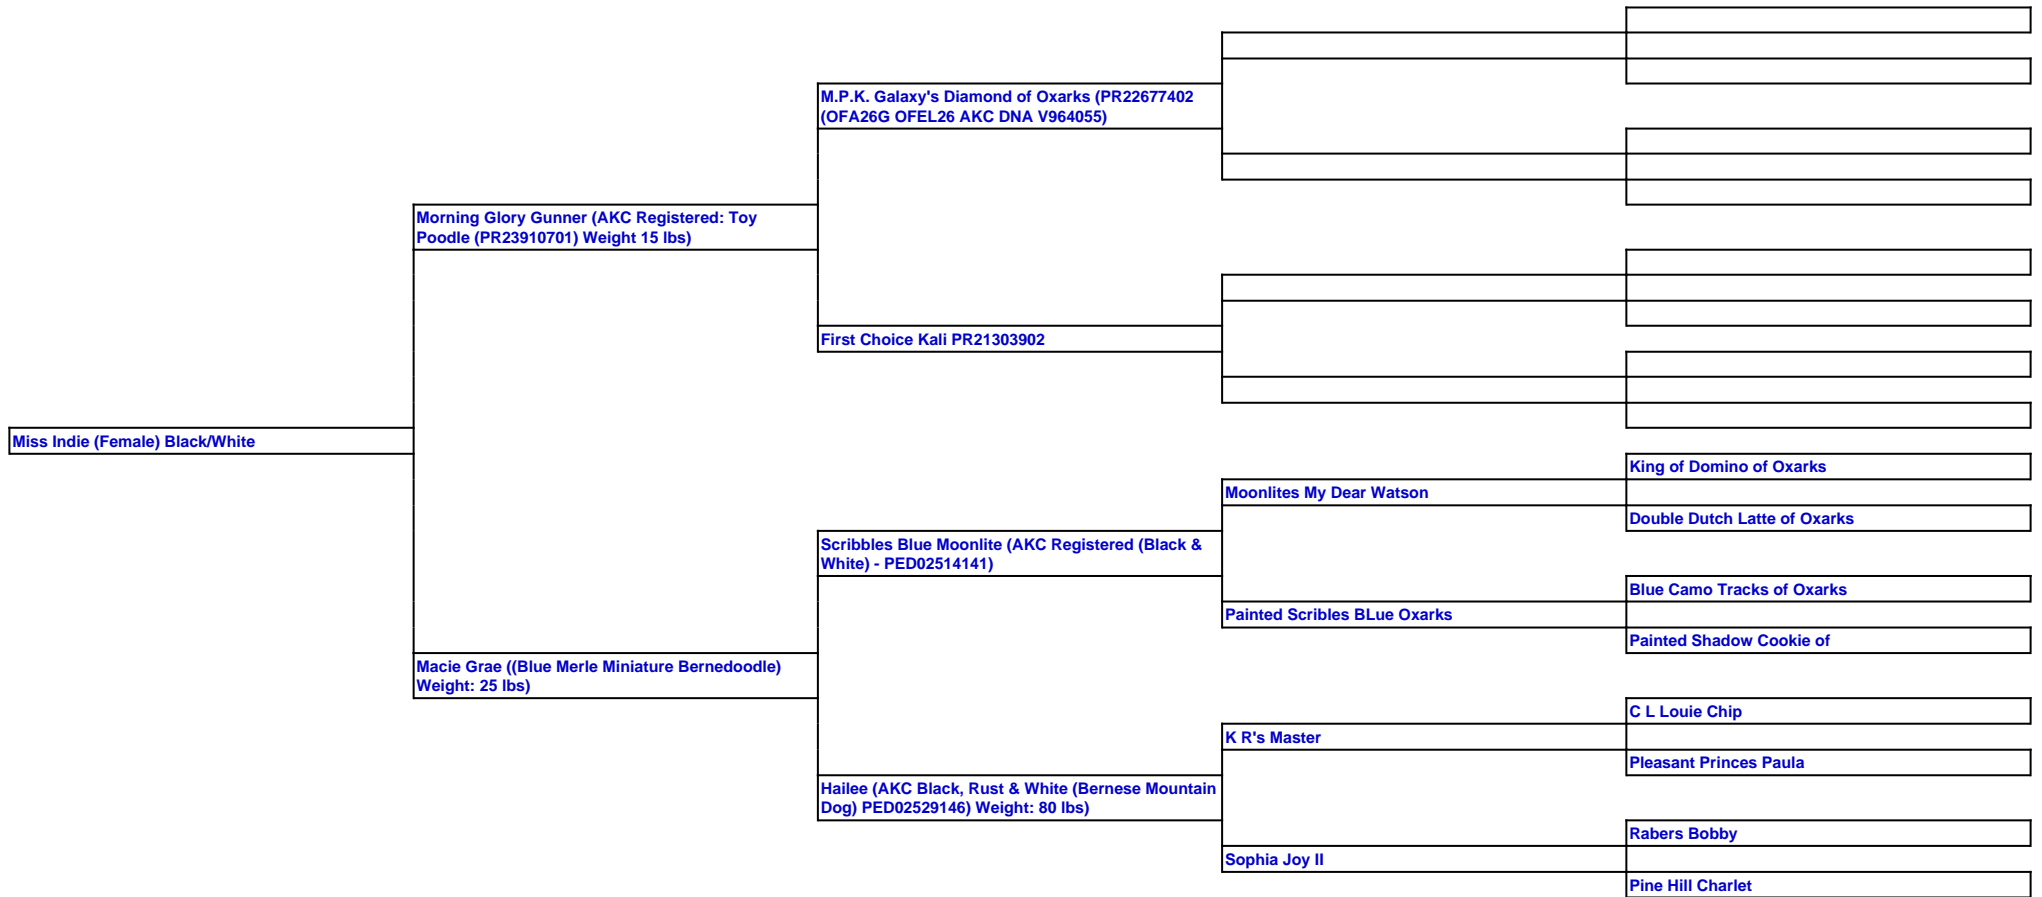 M.P.K. Galaxy's Diamond of Oxarks (PR22677402
(OFA26G OFEL26 AKC DNA V964055)
Morning Glory Gunner (AKC Registered: Toy
Poodle (PR23910701) Weight 15 lbs)
First Choice Kali PR21303902
Miss Indie (Female) Black/White
King of Domino of Oxarks
Moonlites My Dear Watson
Double Dutch Latte of Oxarks
Scribbles Blue Moonlite (AKC Registered (Black &
White) - PED02514141)
Blue Camo Tracks of Oxarks
Painted Scribles BLue Oxarks
Painted Shadow Cookie of
Macie Grae ((Blue Merle Miniature Bernedoodle)
Weight: 25 lbs)
C L Louie Chip
K R's Master
Pleasant Princes Paula
Hailee (AKC Black, Rust & White (Bernese Mountain
Dog) PED02529146) Weight: 80 lbs)
Rabers Bobby
Sophia Joy II
Pine Hill Charlet